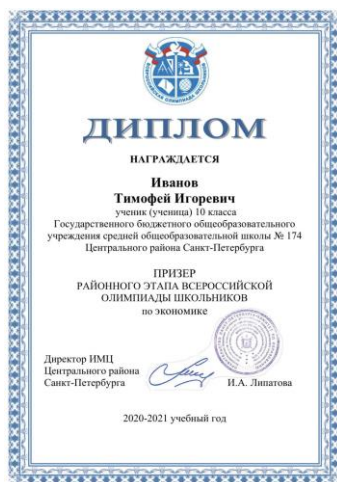 ДИПЛОМ
НАГРАЖДАЕТСЯ
Иванов
Тимофей Игоревич
ученик (ученица) 10 класса
Государственного бюджетного общеобразовательного
учреждения средней общеобразовательной школы № 174
Центрального района Санкт-Петербурга
ПРИЗЕР
РАЙОННОГО ЭТАПА ВСЕРОССИЙСКОЙ
ОЛИМПИАДЫ ШКОЛЬНИКОВ
по экономике
Директор ИМЦ
Центрального района
Санкт-Петербурга
И.А. Липатова
2020-2021 учебный год